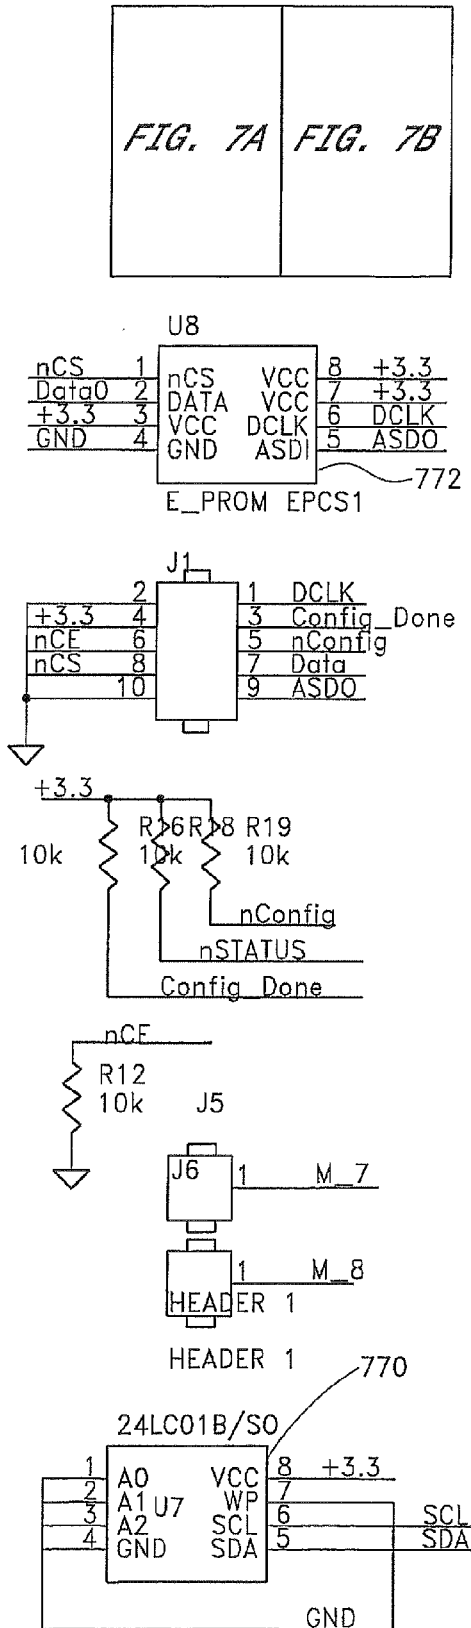 FIG. 7A FIG. 7B
U8
nCS 1 nCS VCC 8 +3.3
Data0 2 DATA VCC 7 +3.3
+3.3 3 VCC DCLK 6 DCLK
GND 4 GND ASDI 5 ASDO
772
E_PROM EPCS1
J1
2 1 DCLK
+3.3 4 3 Config_Done
nCE 6 5 nConfig
nCS 8 7 Data
10 9 ASDO
+3.3
R16 R18 R19
10k 10k 10k
nConfig
nSTATUS
Config_Done
nCE
R12
10k J5
J6 1 M_7
1 M_8
HEADER 1
HEADER 1
770
24LC01B/SO
1 A0 VCC 8 +3.3
2 A1 U7 WP 7
3 A2 SCL 6 SCL
4 GND SDA 5 SDA
GND